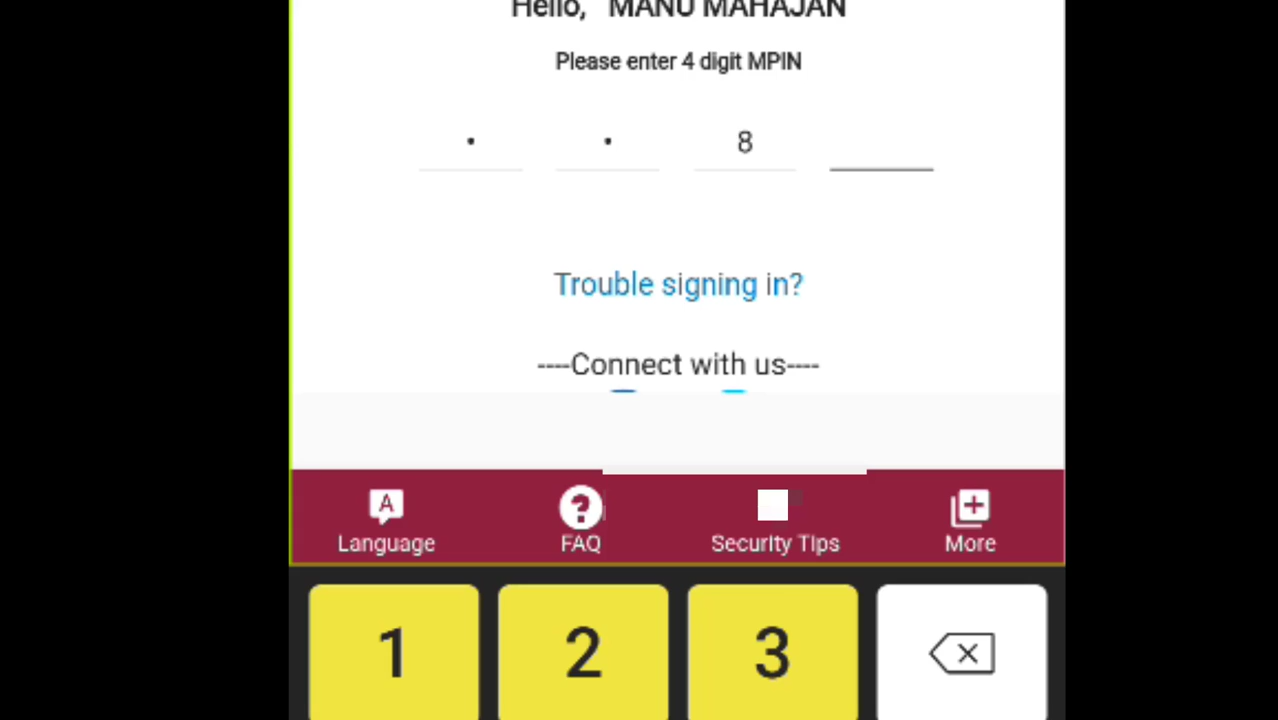 Hello, MANU MAHAJAN
Please enter 4 digit MPIN
• • 8
Trouble signing in?
----Connect with us----
A
Language FAQ Security Tips More
1 2 3